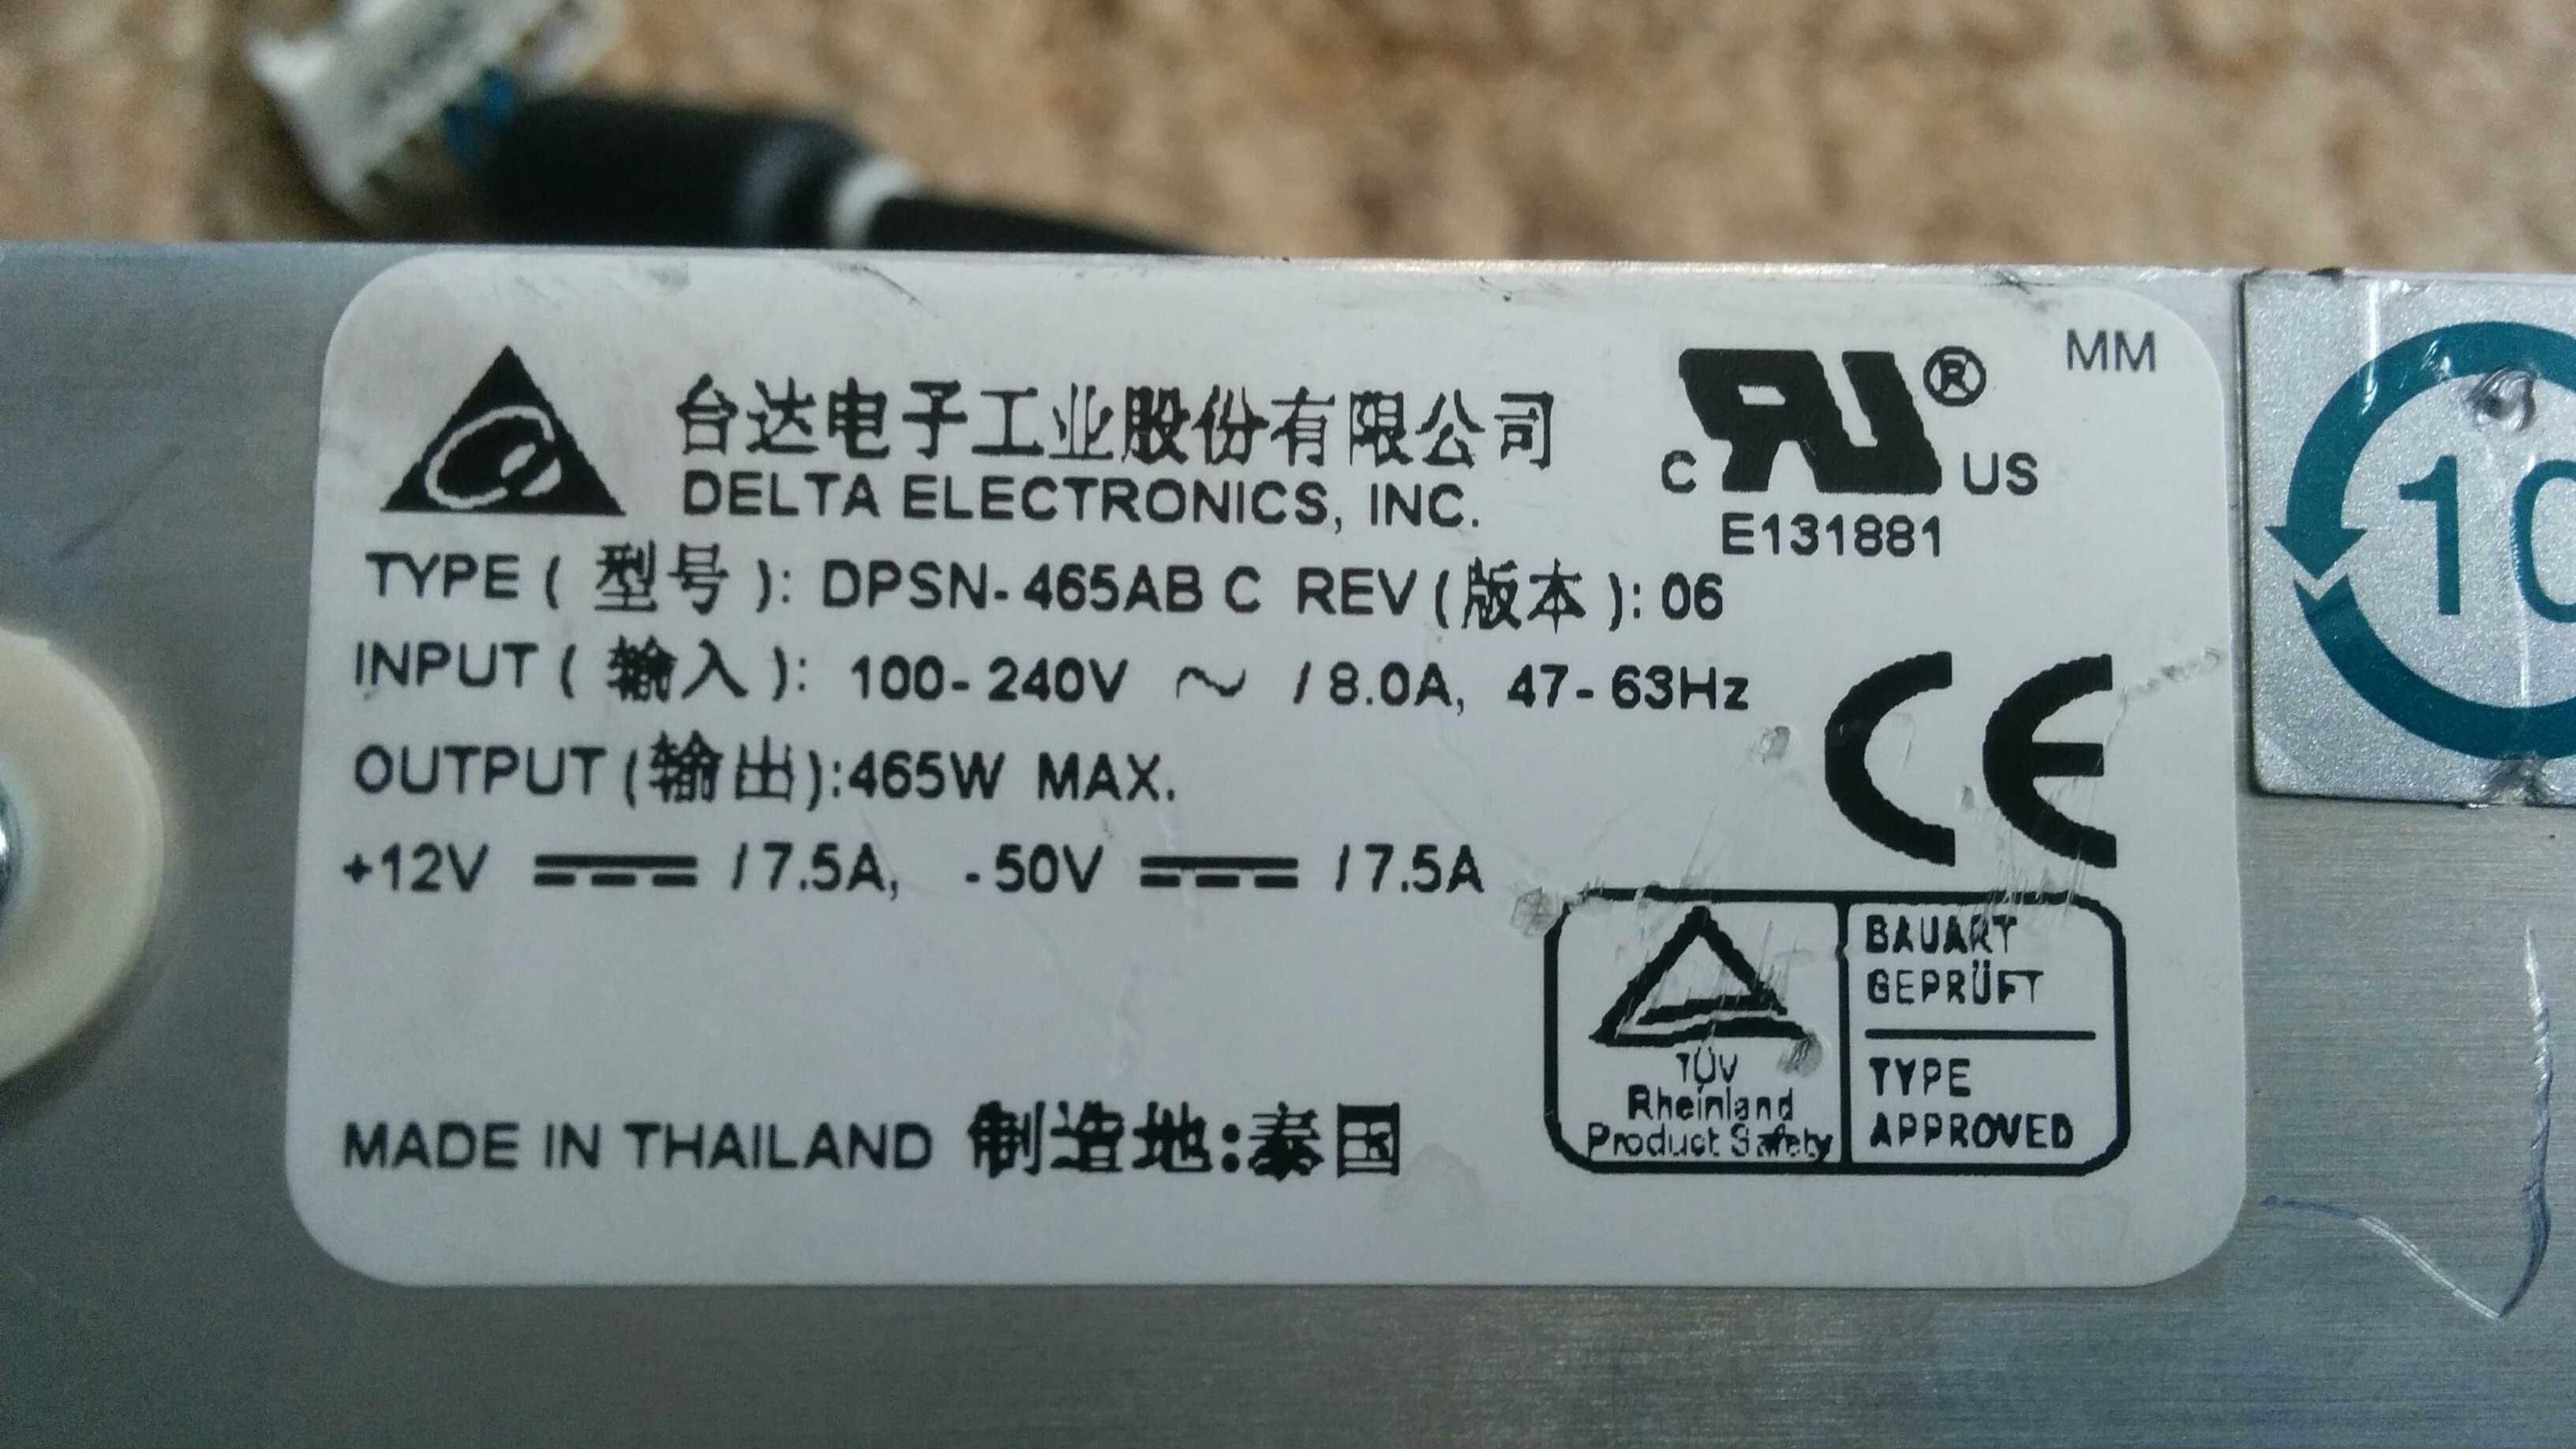 台达电子工业股份有限公司
DELTA ELECTRONICS, INC.
C RU ® US
MM
E131881
TYPE ( 型号 ): DPSN-465AB C REV ( 版本 ): 06
INPUT ( 输入 ): 100-240V ~ / 8.0A, 47-63Hz
OUTPUT (输出):465W MAX.
+12V ⎓ / 7.5A, -50V ⎓ / 7.5A
CE
MADE IN THAILAND 制造地:泰国
TÜV
Rheinland
Product Safety
BAUART
GEPRÜFT
TYPE
APPROVED
10